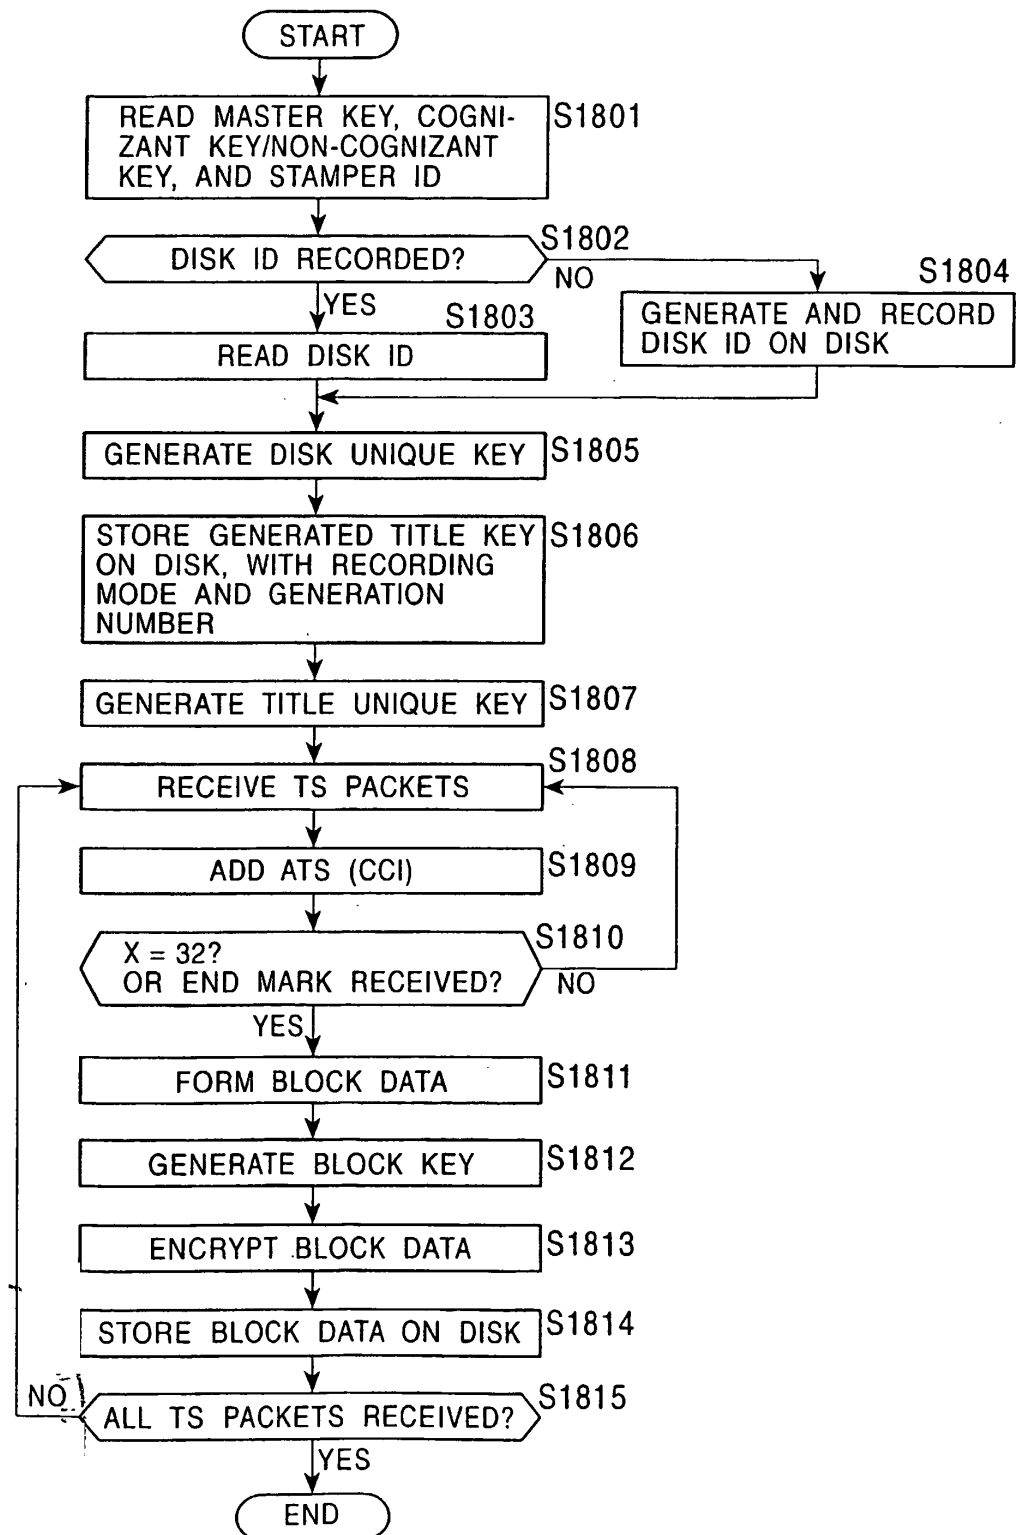 START
READ MASTER KEY, COGNI-
ZANT KEY/NON-COGNIZANT
KEY, AND STAMPER ID
S1801
DISK ID RECORDED?
S1802
NO
YES
S1803
READ DISK ID
S1804
GENERATE AND RECORD
DISK ID ON DISK
GENERATE DISK UNIQUE KEY
S1805
STORE GENERATED TITLE KEY
ON DISK, WITH RECORDING
MODE AND GENERATION
NUMBER
S1806
GENERATE TITLE UNIQUE KEY
S1807
RECEIVE TS PACKETS
S1808
ADD ATS (CCI)
S1809
X = 32?
OR END MARK RECEIVED?
S1810
NO
YES
FORM BLOCK DATA
S1811
GENERATE BLOCK KEY
S1812
ENCRYPT BLOCK DATA
S1813
STORE BLOCK DATA ON DISK
S1814
NO
ALL TS PACKETS RECEIVED?
S1815
YES
END